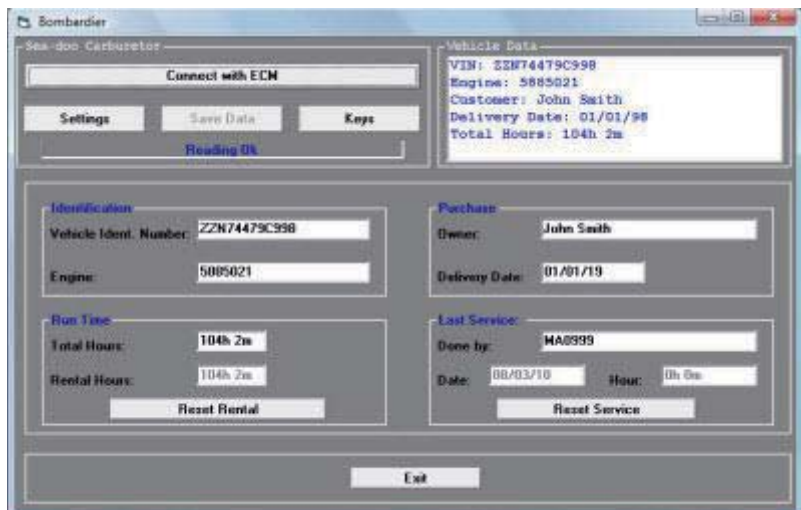 Bombardier
Sea-doo Carburetor
Connect with ECM
Settings
Save Data
Keys
Reading Ok
Vehicle Data
VIN: ZZN74479C998
Engine: 5885021
Customer: John Smith
Delivery Date: 01/01/98
Total Hours: 104h 2m
Identification
Vehicle Ident. Number: ZZN74479C998
Engine: 5885021
Purchase
Owner: John Smith
Delivery Date: 01/01/19
Run Time
Total Hours: 104h 2m
Rental Hours: 104h 2m
Reset Rental
Last Service:
Done by: MA0999
Date: 08/03/10 Hour: 0h 0m
Reset Service
Exit